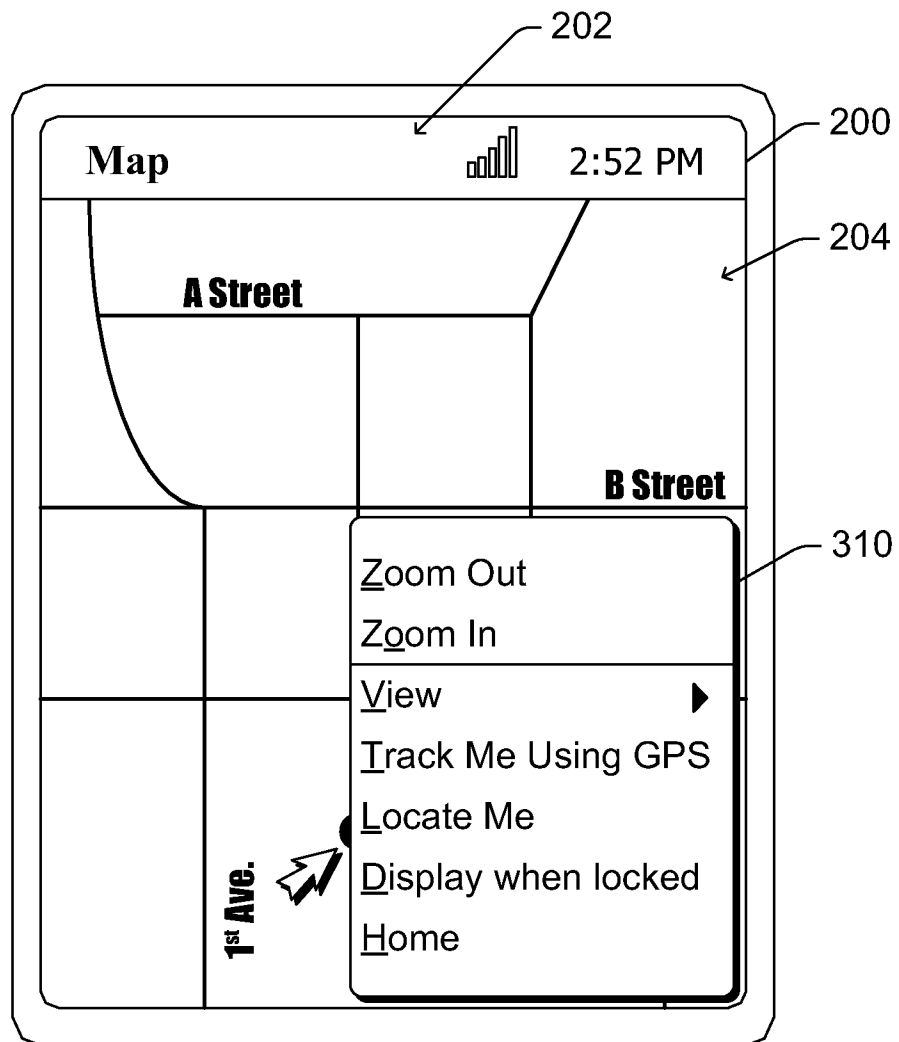 202
Map 2:52 PM
200
204
A Street
B Street
310
Zoom Out
Zoom In
View
Track Me Using GPS
Locate Me
Display when locked
Home
1st Ave.